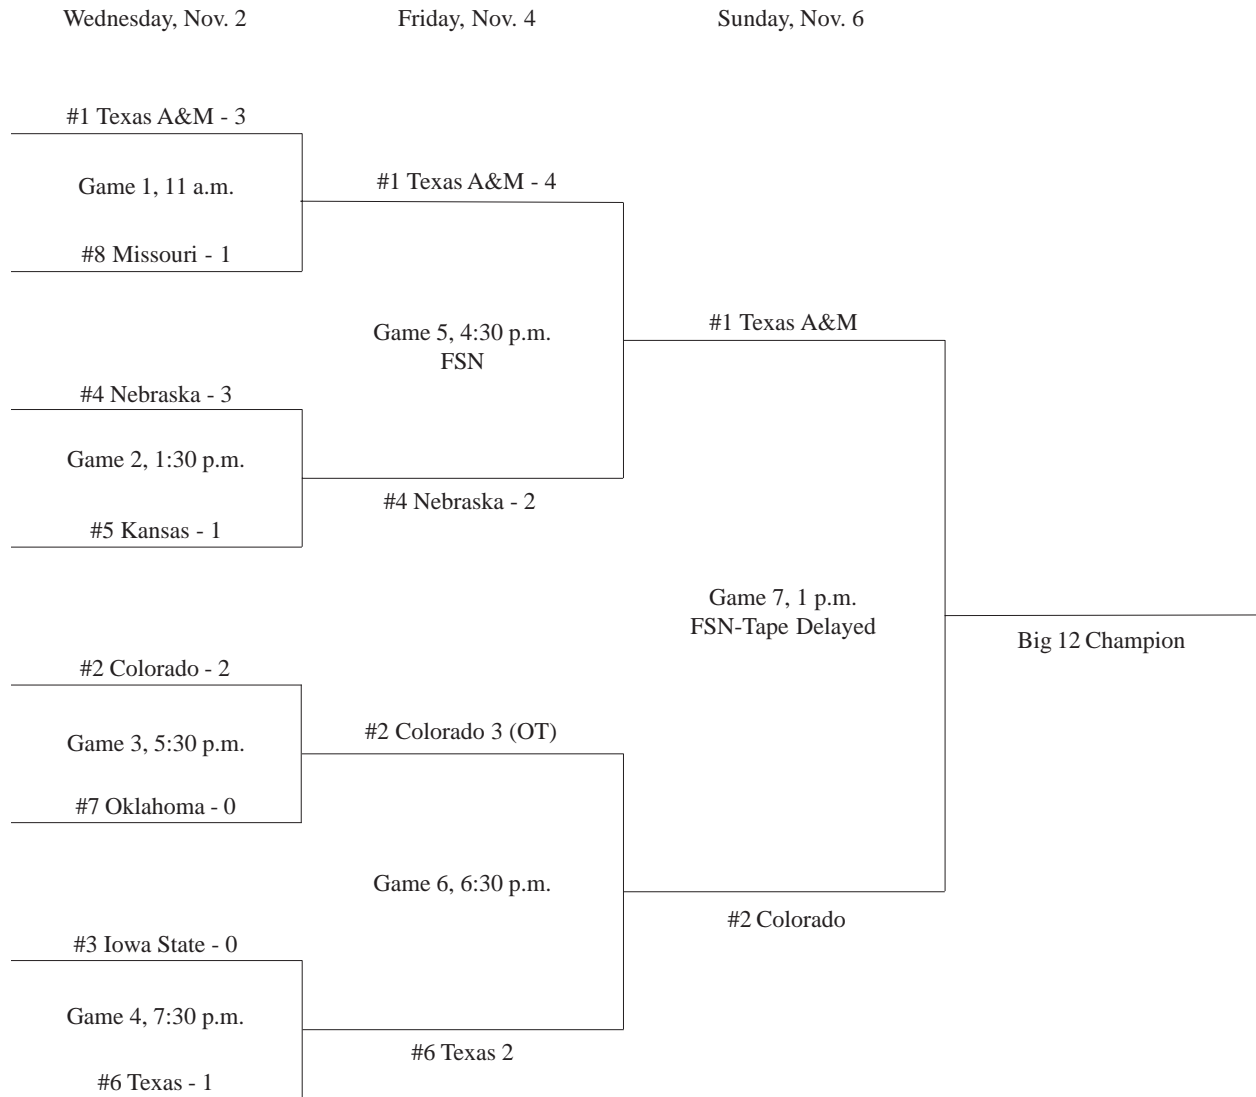 Wednesday, Nov. 2
Friday, Nov. 4
Sunday, Nov. 6
#1 Texas A&M - 3
Game 1, 11 a.m.
#8 Missouri - 1
#4 Nebraska - 3
Game 2, 1:30 p.m.
#5 Kansas - 1
#2 Colorado - 2
Game 3, 5:30 p.m.
#7 Oklahoma - 0
#3 Iowa State - 0
Game 4, 7:30 p.m.
#6 Texas - 1
#1 Texas A&M - 4
Game 5, 4:30 p.m.
FSN
#4 Nebraska - 2
#2 Colorado 3 (OT)
Game 6, 6:30 p.m.
#6 Texas 2
#1 Texas A&M
Game 7, 1 p.m.
FSN-Tape Delayed
#2 Colorado
Big 12 Champion